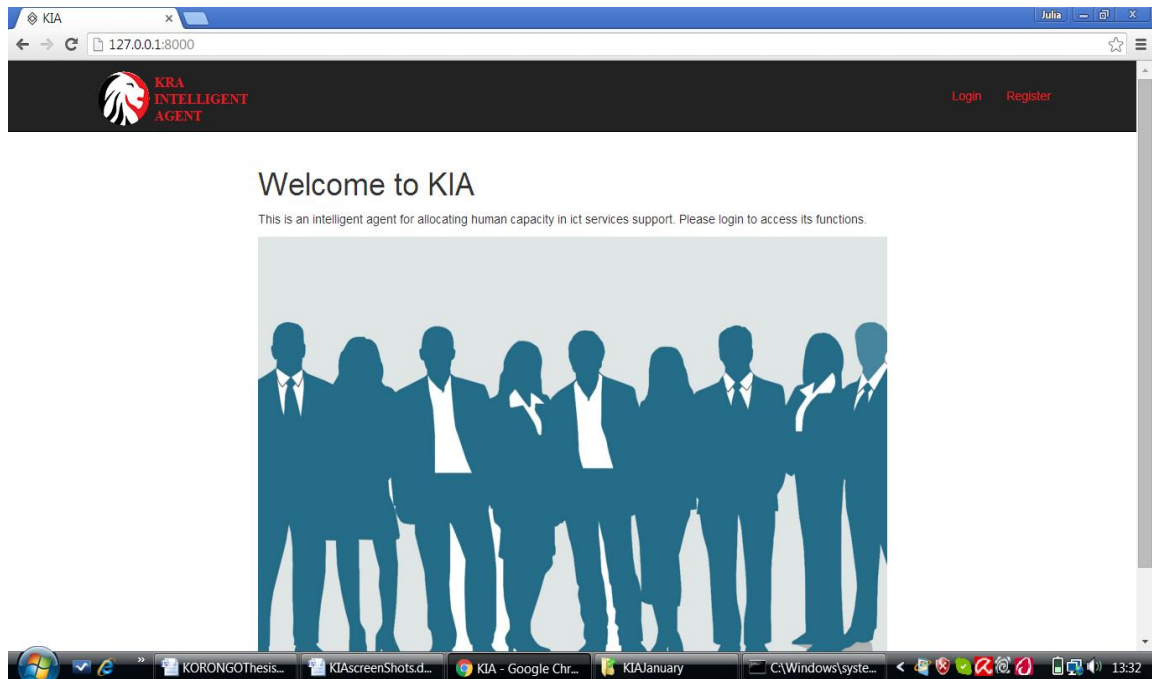 KIA
Julia
127.0.0.1:8000
KRA
INTELLIGENT
AGENT
Login Register
Welcome to KIA
This is an intelligent agent for allocating human capacity in ict services support. Please login to access its functions.
KORONGOThesis... KIAscreenShots.d... KIA - Google Chr... KIAJanuary C:\Windows\syste... 13:32